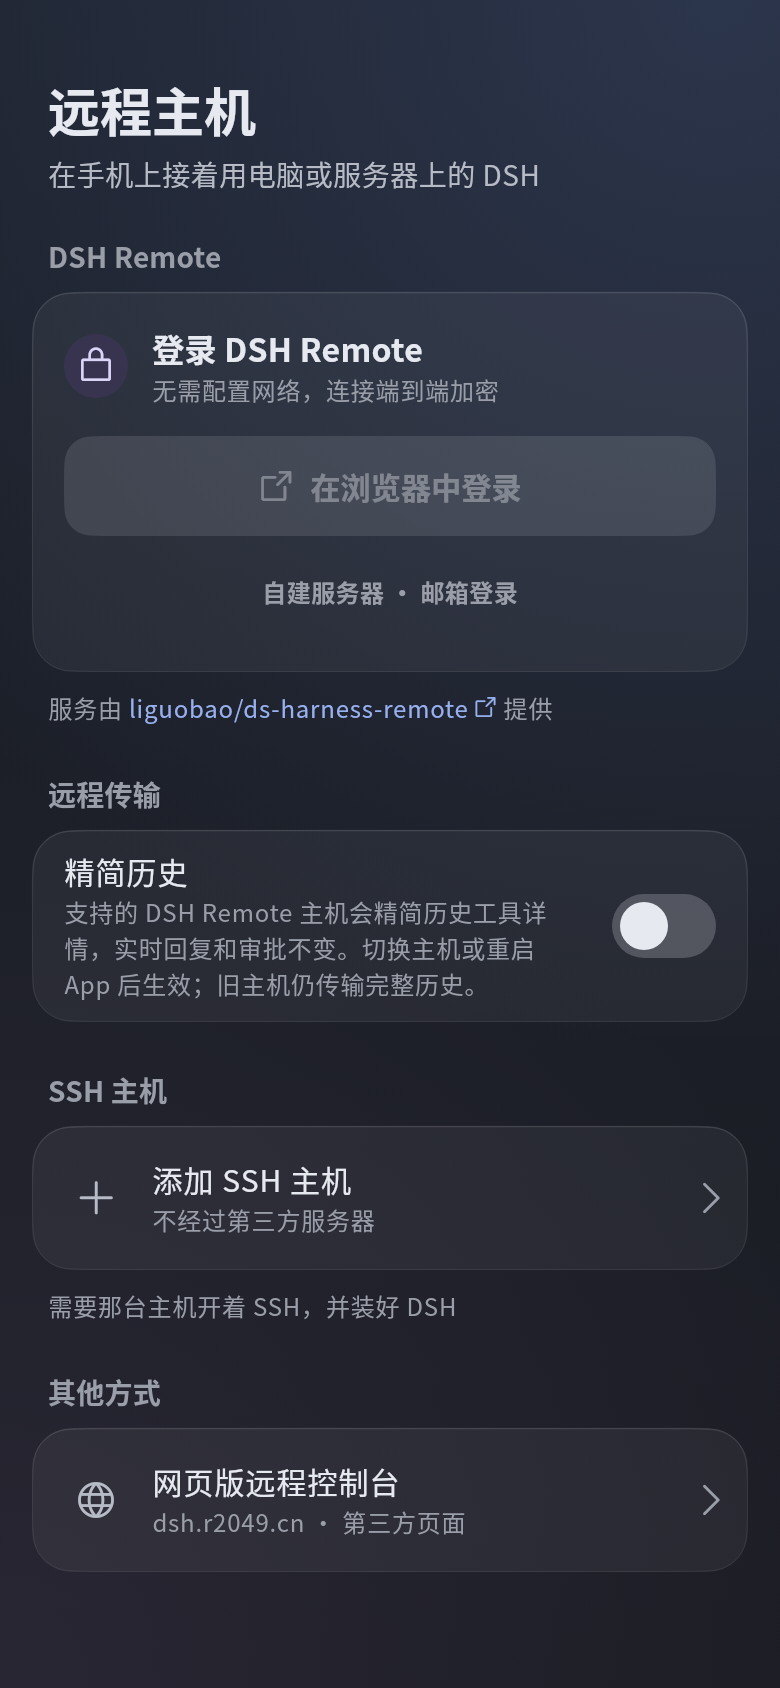 远程主机
在手机上接着用电脑或服务器上的 DSH
DSH Remote
登录 DSH Remote
无需配置网络，连接端到端加密
在浏览器中登录
自建服务器 · 邮箱登录
服务由 liguobao/ds-harness-remote 提供
远程传输
精简历史
支持的 DSH Remote 主机会精简历史工具详
情，实时回复和审批不变。切换主机或重启
App 后生效；旧主机仍传输完整历史。
SSH 主机
添加 SSH 主机
不经过第三方服务器
需要那台主机开着 SSH，并装好 DSH
其他方式
网页版远程控制台
dsh.r2049.cn · 第三方页面